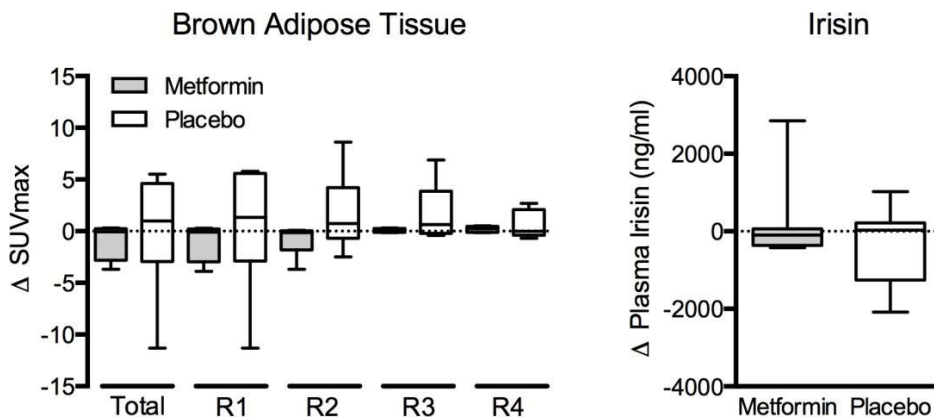 Brown Adipose Tissue
Δ SUVmax
15
10
5
0
-5
-10
-15
Metformin
Placebo
Total R1 R2 R3 R4
Irisin
Δ Plasma Irisin (ng/ml)
4000
2000
0
-2000
-4000
Metformin Placebo